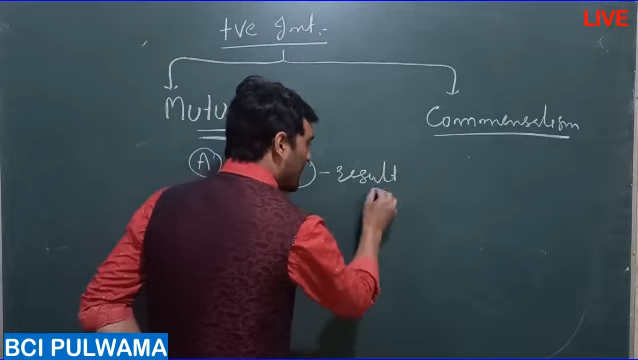 LIVE
+ve Int.
Mutu Commensalism
A - result
BCI PULWAMA